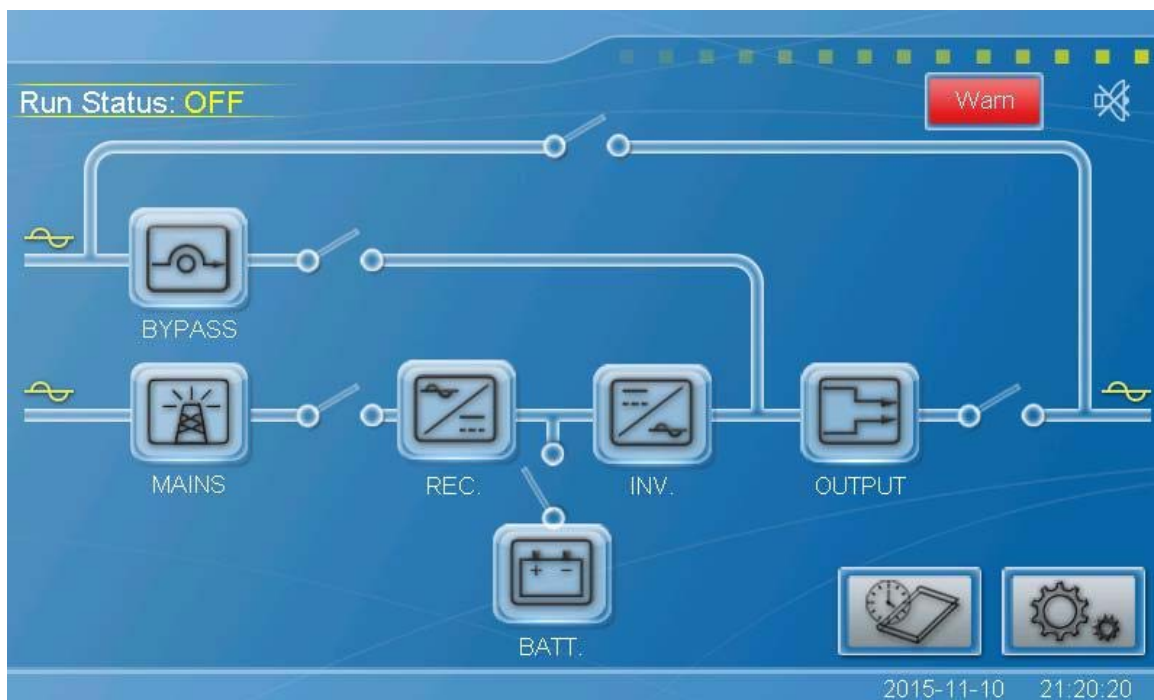 Run Status: OFF
Warn
BYPASS
MAINS
REC.
INV.
OUTPUT
+ -
BATT.
2015-11-10 21:20:20